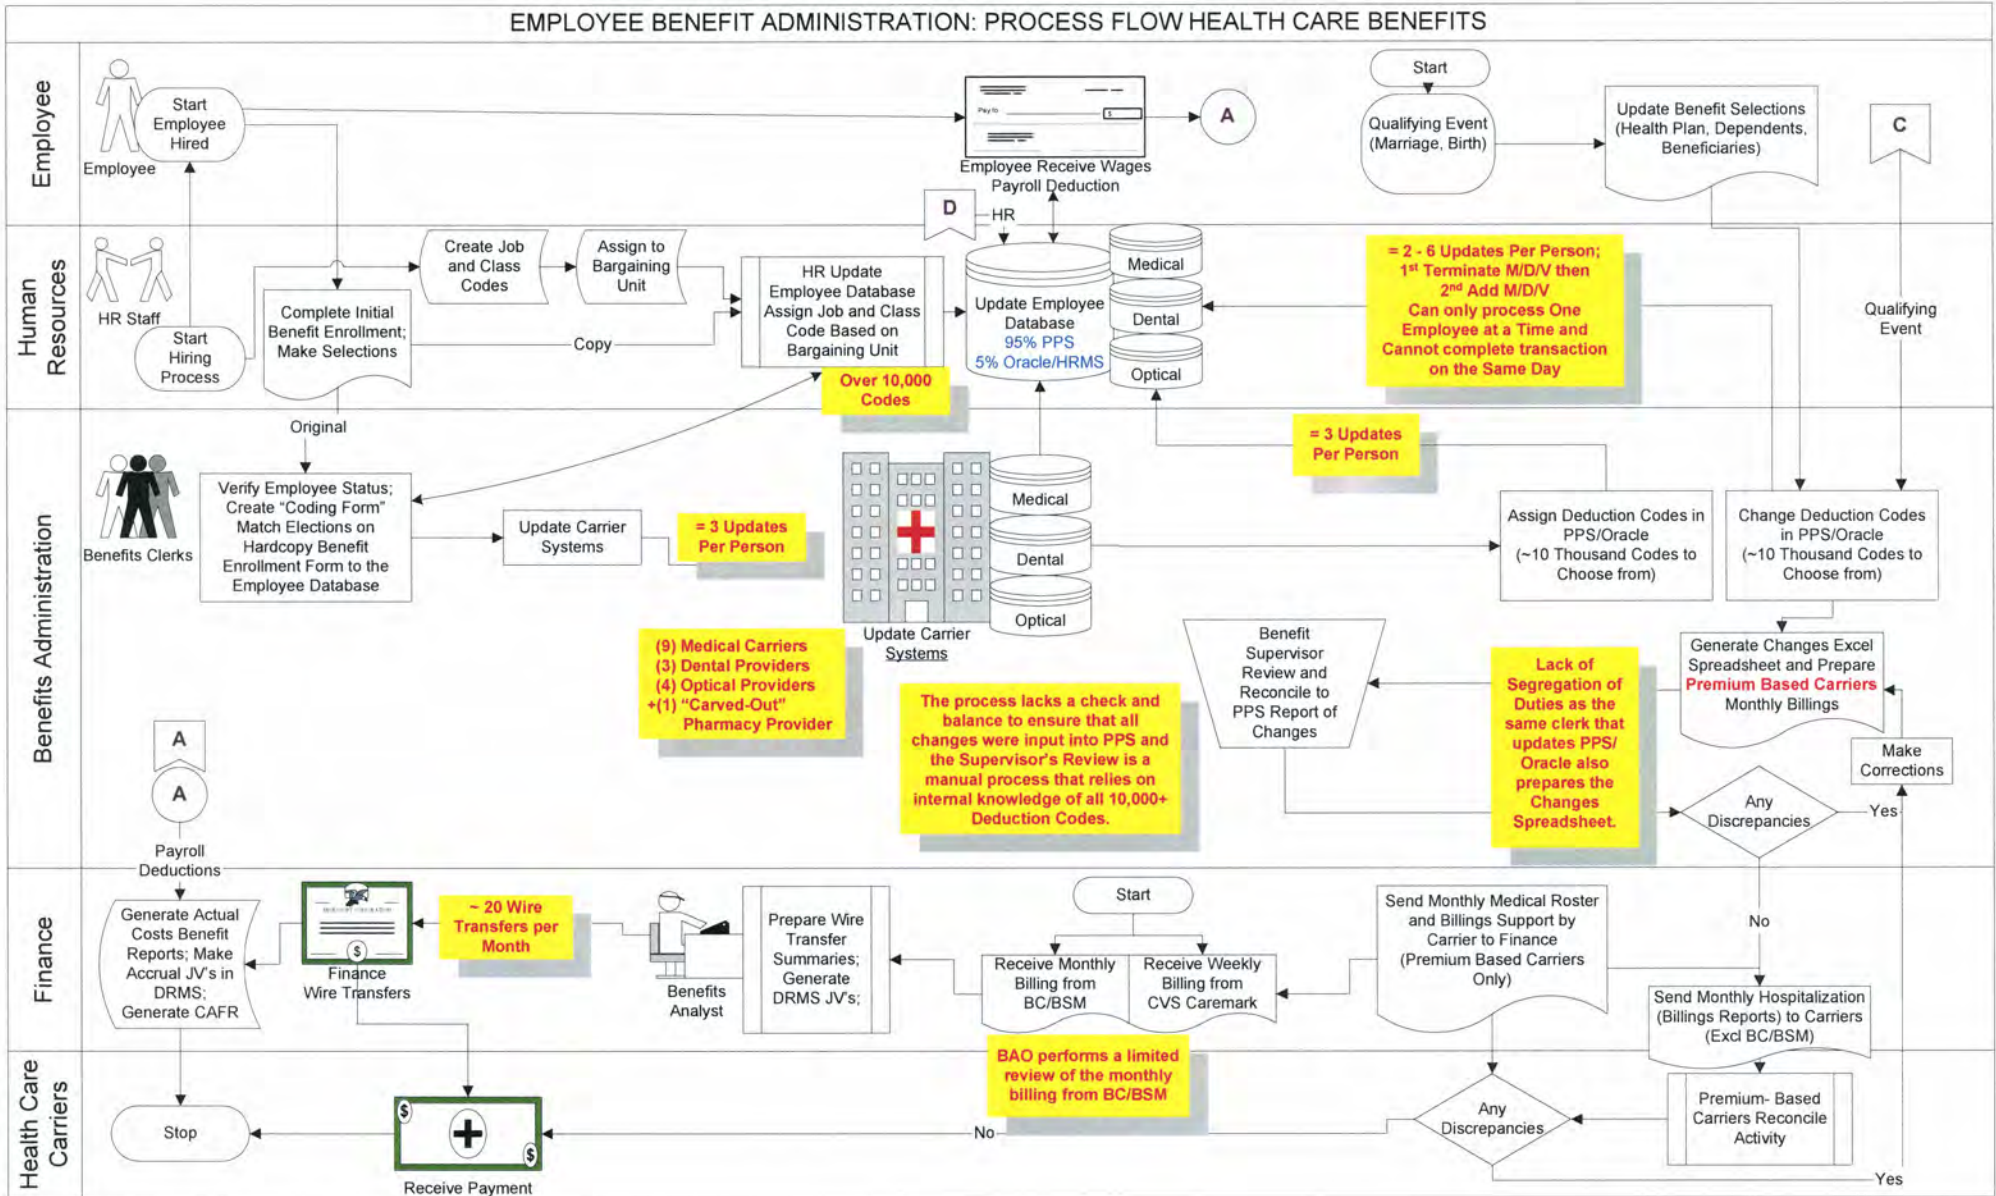 EMPLOYEE BENEFIT ADMINISTRATION: PROCESS FLOW HEALTH CARE BENEFITS
Employee
Start
Employee
Hired
Employee
Pay to
$
Employee Receive Wages
Payroll Deduction
A
Start
Qualifying Event
(Marriage, Birth)
Update Benefit Selections
(Health Plan, Dependents,
Beneficiaries)
C
Human
Resources
HR Staff
Start
Hiring
Process
Complete Initial
Benefit Enrollment;
Make Selections
Create Job
and Class
Codes
Assign to
Bargaining
Unit
Copy
HR Update
Employee Database
Assign Job and Class
Code Based on
Bargaining Unit
Over 10,000
Codes
D
HR
Update Employee
Database
95% PPS
5% Oracle/HRMS
Medical
Dental
Optical
= 2 - 6 Updates Per Person;
1st Terminate M/D/V then
2nd Add M/D/V
Can only process One
Employee at a Time and
Cannot complete transaction
on the Same Day
Qualifying
Event
Benefits Administration
Original
Benefits Clerks
Verify Employee Status;
Create "Coding Form"
Match Elections on
Hardcopy Benefit
Enrollment Form to the
Employee Database
Update Carrier
Systems
= 3 Updates
Per Person
Medical
Dental
Optical
Update Carrier
Systems
= 3 Updates
Per Person
Assign Deduction Codes in
PPS/Oracle
(~10 Thousand Codes to
Choose from)
Change Deduction Codes
in PPS/Oracle
(~10 Thousand Codes to
Choose from)
(9) Medical Carriers
(3) Dental Providers
(4) Optical Providers
+(1) "Carved-Out"
Pharmacy Provider
The process lacks a check and
balance to ensure that all
changes were input into PPS and
the Supervisor's Review is a
manual process that relies on
internal knowledge of all 10,000+
Deduction Codes.
Benefit
Supervisor
Review and
Reconcile to
PPS Report of
Changes
Lack of
Segregation of
Duties as the
same clerk that
updates PPS/
Oracle also
prepares the
Changes
Spreadsheet.
Generate Changes Excel
Spreadsheet and Prepare
Premium Based Carriers
Monthly Billings
Make
Corrections
Any
Discrepancies
Yes
No
A
A
Payroll
Deductions
Finance
Generate Actual
Costs Benefit
Reports; Make
Accrual JV's in
DRMS;
Generate CAFR
$
Finance
Wire Transfers
~ 20 Wire
Transfers per
Month
Benefits
Analyst
Prepare Wire
Transfer
Summaries;
Generate
DRMS JV's;
Start
Receive Monthly
Billing from
BC/BSM
Receive Weekly
Billing from
CVS Caremark
Send Monthly Medical Roster
and Billings Support by
Carrier to Finance
(Premium Based Carriers
Only)
Send Monthly Hospitalization
(Billings Reports) to Carriers
(Excl BC/BSM)
Health Care
Carriers
Stop
$
$
Receive Payment
BAO performs a limited
review of the monthly
billing from BC/BSM
No
Any
Discrepancies
Premium- Based
Carriers Reconcile
Activity
Yes